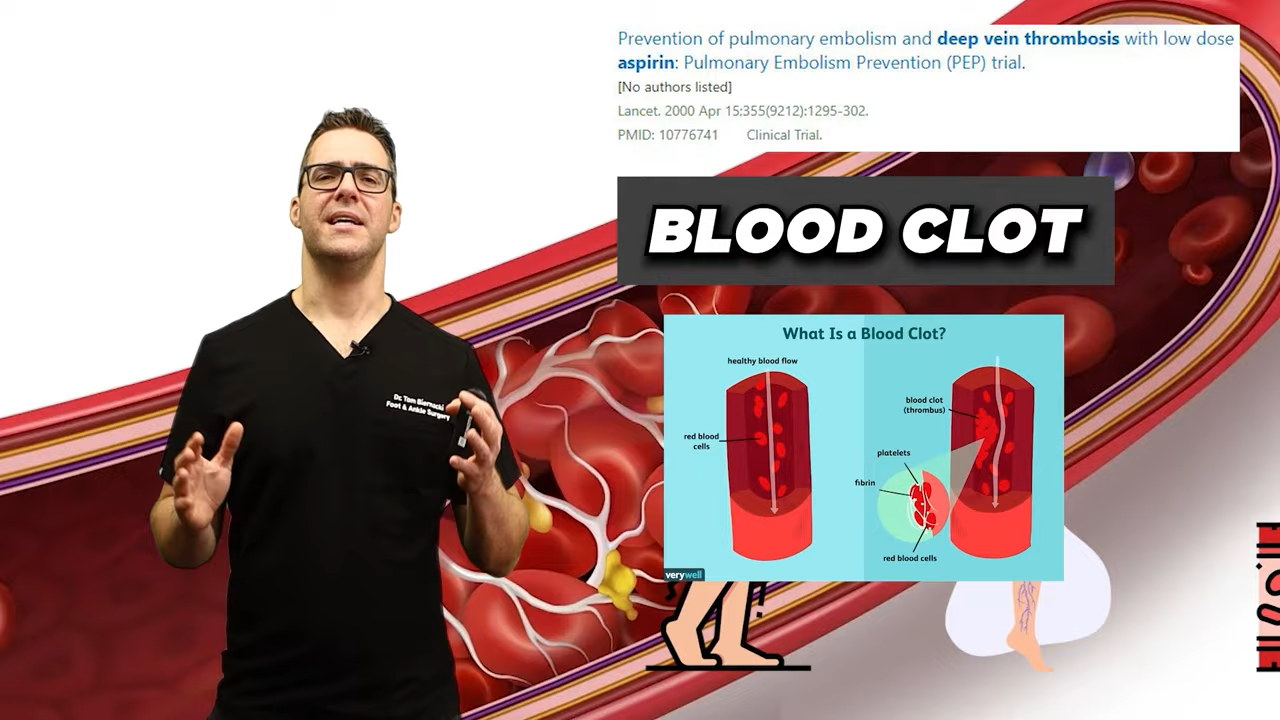 Prevention of pulmonary embolism and deep vein thrombosis with low dose
aspirin: Pulmonary Embolism Prevention (PEP) trial.
[No authors listed]
Lancet. 2000 Apr 15;355(9212):1295-302.
PMID: 10776741 Clinical Trial.
BLOOD CLOT
What Is a Blood Clot?
healthy blood flow
blood clot
(thrombus)
red blood
cells
platelets
fibrin
red blood cells
verywell
Dr. Tom Biernacki
Foot & Ankle Surgery